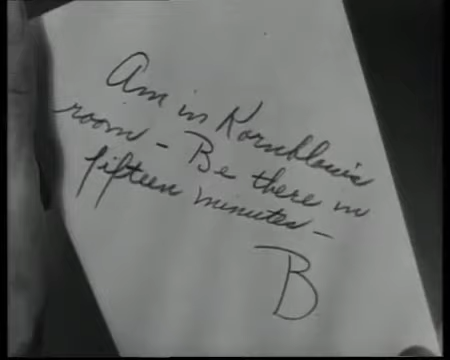 Am in Kornblow's
room - Be there in
fifteen minutes -
B